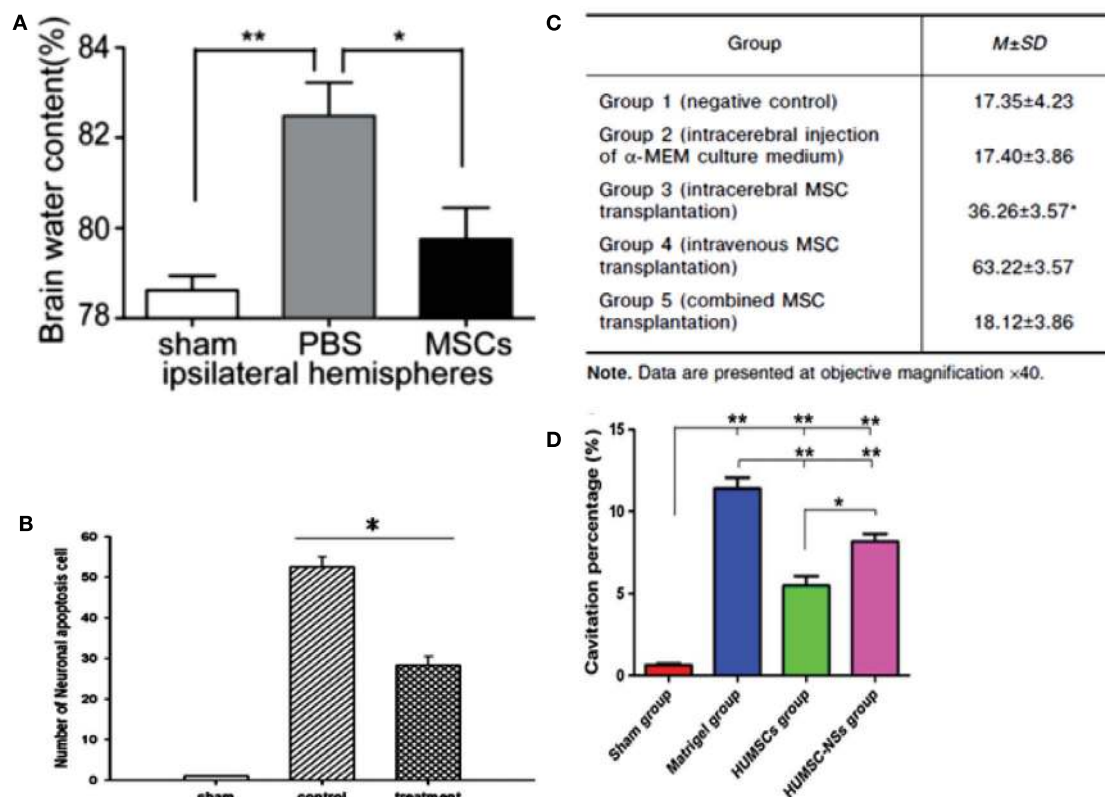 A
Brain water content(%)
84
82
80
78
**
*
sham PBS MSCs
ipsilateral hemispheres
C
Group M±SD
Group 1 (negative control) 17.35±4.23
Group 2 (intracerebral injection
of α-MEM culture medium) 17.40±3.86
Group 3 (intracerebral MSC
transplantation) 36.26±3.57*
Group 4 (intravenous MSC
transplantation) 63.22±3.57
Group 5 (combined MSC
transplantation) 18.12±3.86
Note. Data are presented at objective magnification ×40.
B
Number of Neuronal apoptosis cell
60
50
40
30
20
10
0
*
sham control treatment
D
Cavitation percentage (%)
15
10
5
0
** ** **
** **
*
Sham group
Matrigel group
HUMSCs group
HUMSC-NSs group